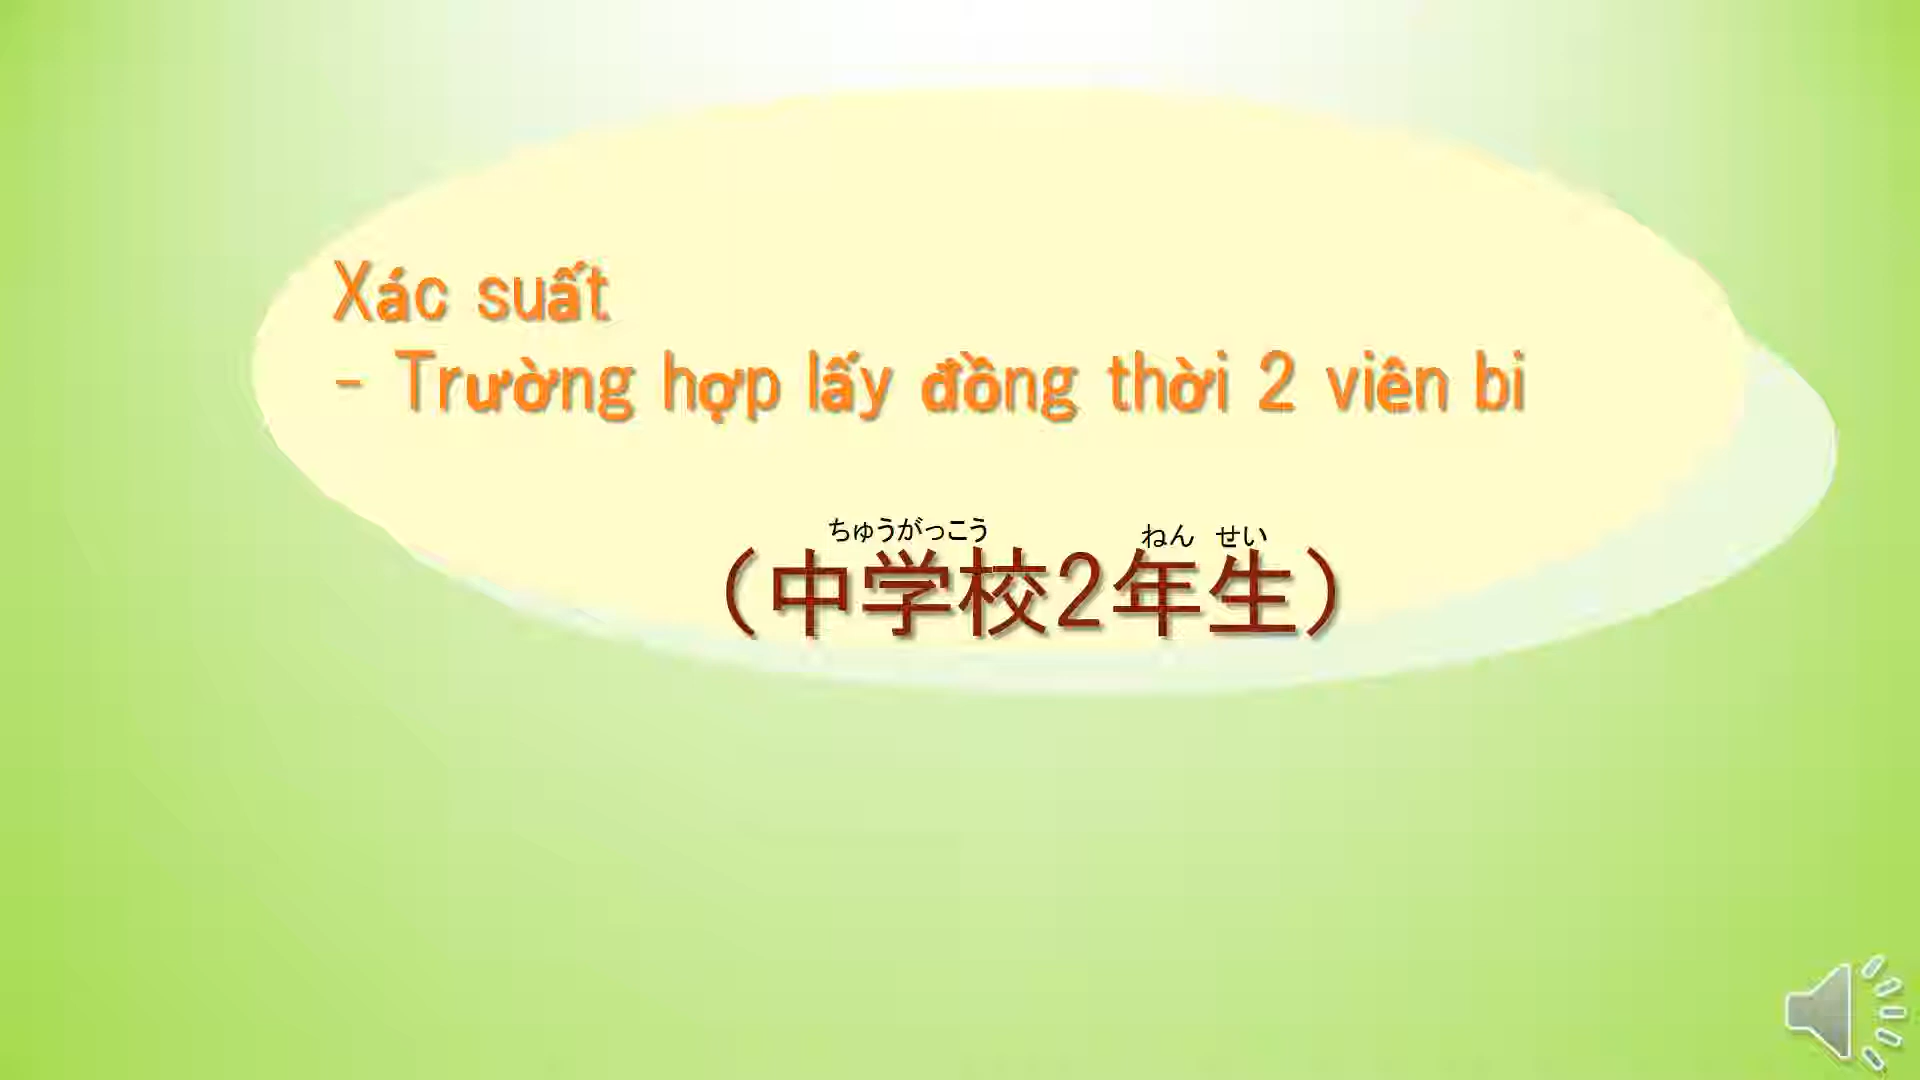 Xác suất
- Trường hợp lấy đồng thời 2 viên bi
ちゅうがっこう ねん せい
（中学校2年生）